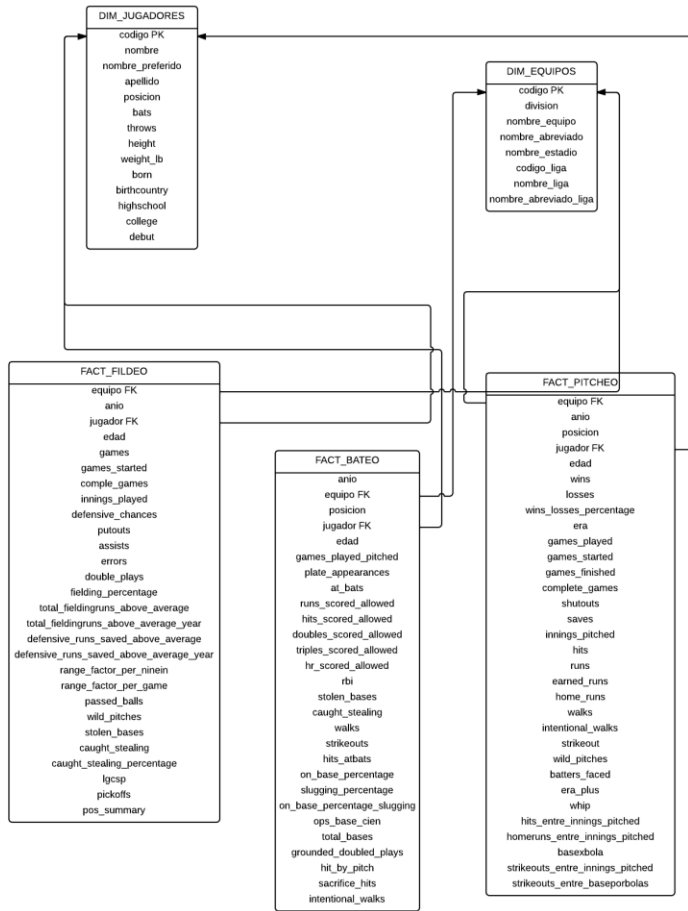 DIM_JUGADORES
codigo PK
nombre
nombre_preferido
apellido
posicion
bats
throws
height
weight_lb
born
birthcountry
highschool
college
debut
DIM_EQUIPOS
codigo PK
division
nombre_equipo
nombre_abreviado
nombre_estadio
codigo_liga
nombre_liga
nombre_abreviado_liga
FACT_FILDEO
equipo FK
anio
jugador FK
edad
games
games_started
comple_games
innings_played
defensive_chances
putouts
assists
errors
double_plays
fielding_percentage
total_fieldingruns_above_average
total_fieldingruns_above_average_year
defensive_runs_saved_above_average
defensive_runs_saved_above_average_year
range_factor_per_ninein
range_factor_per_game
passed_balls
wild_pitches
stolen_bases
caught_stealing
caught_stealing_percentage
lgcsp
pickoffs
pos_summary
FACT_BATEO
anio
equipo FK
posicion
jugador FK
edad
games_played_pitched
plate_appearances
at_bats
runs_scored_allowed
hits_scored_allowed
doubles_scored_allowed
triples_scored_allowed
hr_scored_allowed
rbi
stolen_bases
caught_stealing
walks
strikeouts
hits_atbats
on_base_percentage
slugging_percentage
on_base_percentage_slugging
ops_base_cien
total_bases
grounded_doubled_plays
hit_by_pitch
sacrifice_hits
intentional_walks
FACT_PITCHEO
equipo FK
anio
posicion
jugador FK
edad
wins
losses
wins_losses_percentage
era
games_played
games_started
games_finished
complete_games
shutouts
saves
innings_pitched
hits
runs
earned_runs
home_runs
walks
intentional_walks
strikeout
wild_pitches
batters_faced
era_plus
whip
hits_entre_innings_pitched
homeruns_entre_innings_pitched
basexbola
strikeouts_entre_innings_pitched
strikeouts_entre_baseporbolas